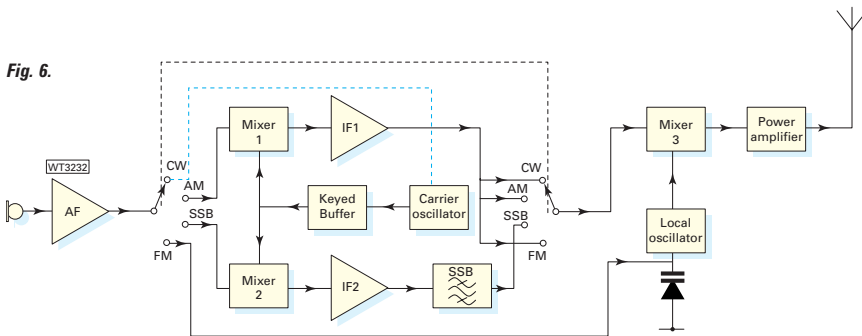 Fig. 6.
WT3232
AF
CW
AM
SSB
FM
Mixer
1
IF1
Keyed
Buffer
Carrier
oscillator
Mixer
2
IF2
SSB
CW
AM
SSB
FM
Mixer
3
Power
amplifier
Local
oscillator